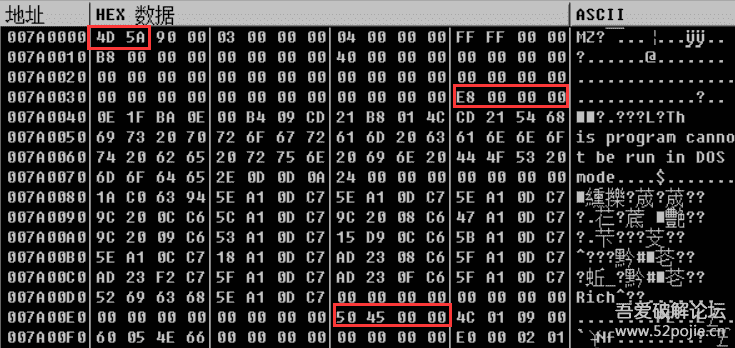 地址 HEX 数据 ASCII
007A0000 4D 5A 90 00 03 00 00 00 04 00 00 00 FF FF 00 00 MZ?....¦...ÿÿ..
007A0010 B8 00 00 00 00 00 00 00 40 00 00 00 00 00 00 00 ?.......@.......
007A0020 00 00 00 00 00 00 00 00 00 00 00 00 00 00 00 00 ................
007A0030 00 00 00 00 00 00 00 00 00 00 00 00 E8 00 00 00 ............?..
007A0040 0E 1F BA 0E 00 B4 09 CD 21 B8 01 4C CD 21 54 68 ■■?.???L?Th
007A0050 69 73 20 70 72 6F 67 72 61 6D 20 63 61 6E 6E 6F is program canno
007A0060 74 20 62 65 20 72 75 6E 20 69 6E 20 44 4F 53 20 t be run in DOS
007A0070 6D 6F 64 65 2E 0D 0D 0A 24 00 00 00 00 00 00 00 mode....$.......
007A0080 1A C0 63 94 5E A1 0D C7 5E A1 0D C7 5E A1 0D C7
007A0090 9C 20 0C C6 5C A1 0D C7 9C 20 08 C6 47 A1 0D C7
007A00A0 9C 20 09 C6 53 A1 0D C7 15 D9 0C C6 5B A1 0D C7
007A00B0 5E A1 0C C7 18 A1 0D C7 AD 23 08 C6 5F A1 0D C7
007A00C0 AD 23 F2 C7 5F A1 0D C7 AD 23 0F C6 5F A1 0D C7
007A00D0 52 69 63 68 5E A1 0D C7 00 00 00 00 00 00 00 00 Rich^??........
007A00E0 00 00 00 00 00 00 00 00 50 45 00 00 4C 01 09 00
007A00F0 60 05 4E 66 00 00 00 00 00 00 00 00 E0 00 02 01
吾爱破解论坛
www.52pojie.cn